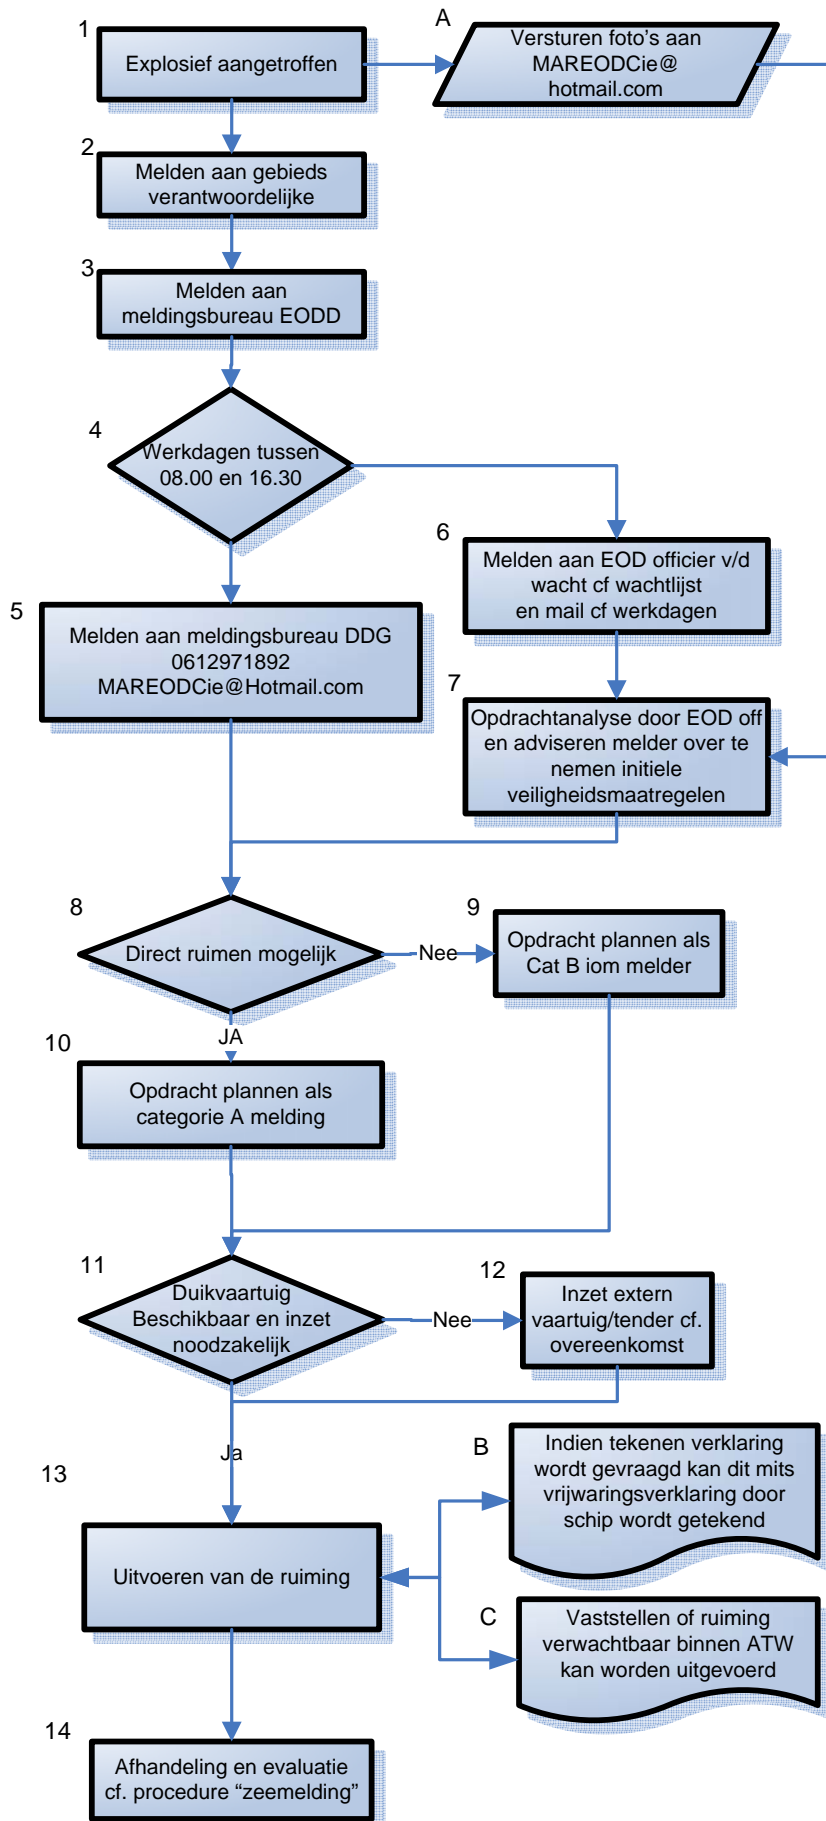 1
Explosief aangetroffen
A
Versturen foto's aan
MAREODCie@
hotmail.com
2
Melden aan gebieds
verantwoordelijke
3
Melden aan
meldingsbureau EODD
4
Werkdagen tussen
08.00 en 16.30
5
Melden aan meldingsbureau DDG
0612971892
MAREODCie@Hotmail.com
6
Melden aan EOD officier v/d
wacht cf wachtlijst
en mail cf werkdagen
7
Opdrachtanalyse door EOD off
en adviseren melder over te
nemen initiele
veiligheidsmaatregelen
8
Direct ruimen mogelijk
Nee
9
Opdracht plannen als
Cat B iom melder
JA
10
Opdracht plannen als
categorie A melding
11
Duikvaartuig
Beschikbaar en inzet
noodzakelijk
Nee
12
Inzet extern
vaartuig/tender cf.
overeenkomst
Ja
13
Uitvoeren van de ruiming
B
Indien tekenen verklaring
wordt gevraagd kan dit mits
vrijwaringsverklaring door
schip wordt getekend
C
Vaststellen of ruiming
verwachtbaar binnen ATW
kan worden uitgevoerd
14
Afhandeling en evaluatie
cf. procedure “zeemelding”